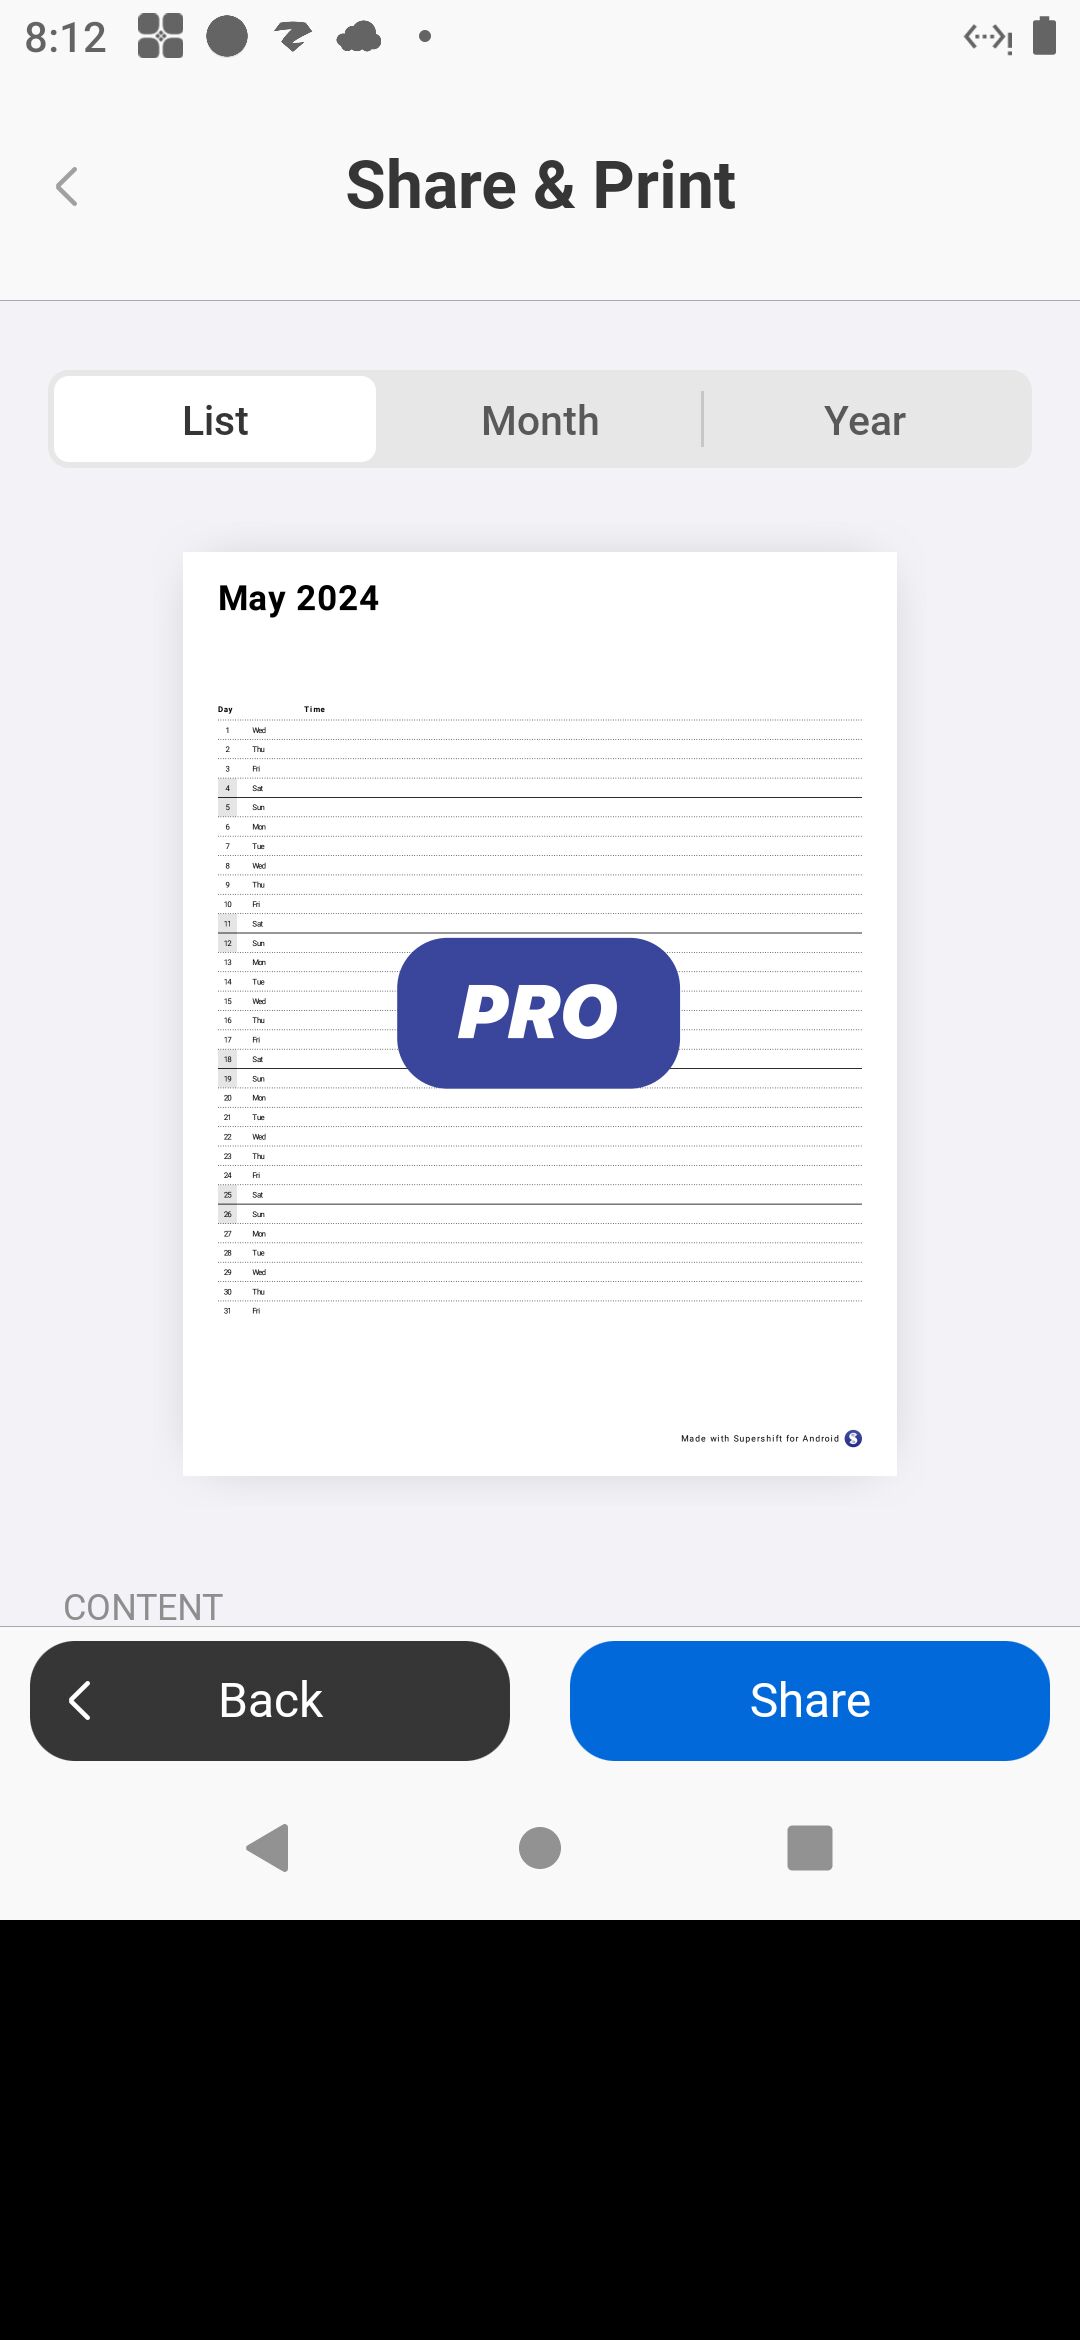 8:12
Share & Print
List Month Year
May 2024
Day Time
1 Wed
2 Thu
3 Fri
4 Sat
5 Sun
6 Mon
7 Tue
8 Wed
9 Thu
10 Fri
11 Sat
12 Sun
13 Mon
14 Tue
15 Wed
16 Thu
17 Fri
18 Sat
19 Sun
20 Mon
21 Tue
22 Wed
23 Thu
24 Fri
25 Sat
26 Sun
27 Mon
28 Tue
29 Wed
30 Thu
31 Fri
PRO
Made with Supershift for Android
CONTENT
Back Share